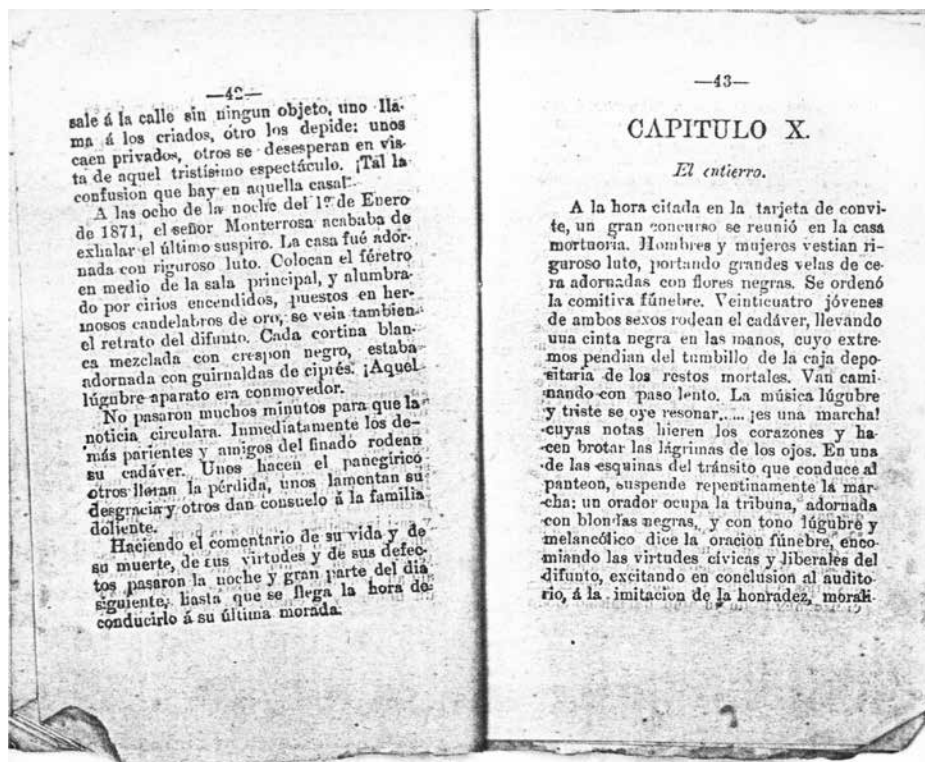 —42—
sale á la calle sin ningun objeto, uno lla-
ma á los criados, otro los depide: unos
caen privados, otros se desesperan en vis-
ta de aquel tristísimo espectáculo. ¡Tal la
confusion que hay en aquella casa!
A las ocho de la noche del 1º de Enero
de 1871, el señor Monterrosa acababa de
exhalar el último suspiro. La casa fué ador-
nada con riguroso luto. Colocan el féretro
en medio de la sala principal, y alumbra-
do por cirios encendidos, puestos en her-
mosos candelabros de oro, se veia tambien
el retrato del difunto. Cada cortina blan-
ca mezclada con crespon negro, estaba
adornada con guirnaldas de ciprés. ¡Aquel
lúgubre aparato era conmovedor.
No pasaron muchos minutos para que la
noticia circulara. Inmediatamente los de-
más parientes y amigos del finado rodean
su cadáver. Unos hacen el panegírico
otros lloran la pérdida, unos lamentan su
desgracia y otros dan consuelo á la familia
doliente.
Haciendo el comentario de su vida y de
su muerte, de sus virtudes y de sus defec-
tos pasaron la noche y gran parte del dia
siguiente, hasta que se llega la hora de
conducirlo á su última morada.
—43—
CAPITULO X.
El entierro.
A la hora citada en la tarjeta de convi-
te, un gran concurso se reunió en la casa
mortuoria. Hombres y mujeres vestian ri-
guroso luto, portando grandes velas de ce-
ra adornadas con flores negras. Se ordenó
la comitiva fúnebre. Veinticuatro jóvenes
de ambos sexos rodean el cadáver, llevando
una cinta negra en las manos, cuyo extre-
mos pendian del tumbillo de la caja depo-
sitaria de los restos mortales. Van cami-
nando con paso lento. La música lúgubre
y triste se oye resonar..... ¡es una marcha!
cuyas notas hieren los corazones y ha-
cen brotar las lágrimas de los ojos. En una
de las esquinas del tránsito que conduce al
panteon, suspende repentinamente la mar-
cha: un orador ocupa la tribuna, adornada
con blondas negras, y con tono lúgubre y
melancólico dice la oracion fúnebre, enco-
miando las virtudes cívicas y liberales del
difunto, excitando en conclusion al audito-
rio, á la imitacion de la honradez, morali-